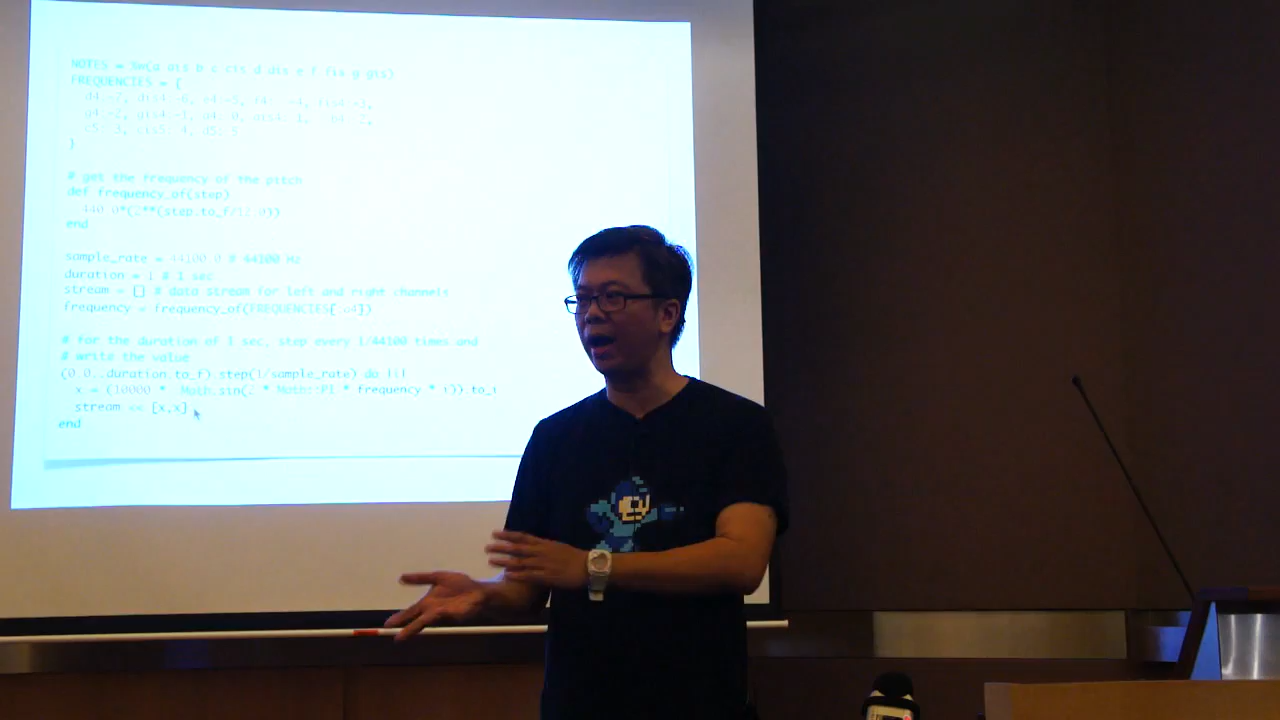 NOTES = %w(a ais b c cis d dis e f fis g gis)
FREQUENCIES = {
d4:-7, dis4:-6, e4:-5, f4: -4, fis4:-3,
g4:-2, gis4:-1, a4: 0, ais4: 1, b4: 2,
c5: 3, cis5: 4, d5: 5
}
# get the frequency of the pitch
def frequency_of(step)
440.0*(2**(step.to_f/12.0))
end
sample_rate = 44100.0 # 44100 Hz
duration = 1 # 1 sec
stream = [] # data stream for left and right channels
frequency = frequency_of(FREQUENCIES[:a4])
# for the duration of 1 sec, step every 1/44100 times and
# write the value
(0.0..duration.to_f).step(1/sample_rate) do |i|
x = (10000 * Math.sin(2 * Math::PI * frequency * i)).to_i
stream << [x,x]
end